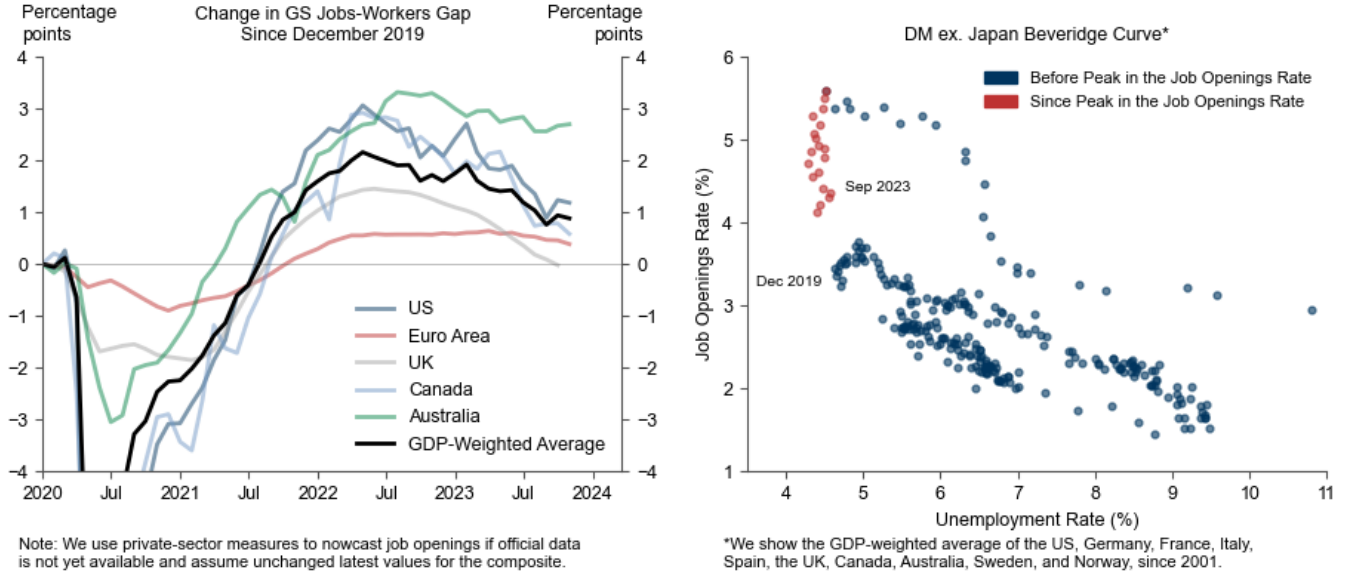 Percentage
points
Change in GS Jobs-Workers Gap
Since December 2019
Percentage
points
4
3
2
1
0
−1
−2
−3
−4
4
3
2
1
0
−1
−2
−3
−4
US
Euro Area
UK
Canada
Australia
GDP-Weighted Average
2020
Jul
2021
Jul
2022
Jul
2023
Jul
2024
Note: We use private-sector measures to nowcast job openings if official data
is not yet available and assume unchanged latest values for the composite.
DM ex. Japan Beveridge Curve*
Job Openings Rate (%)
6
5
4
3
2
1
Before Peak in the Job Openings Rate
Since Peak in the Job Openings Rate
Sep 2023
Dec 2019
4
5
6
7
8
9
10
11
Unemployment Rate (%)
*We show the GDP-weighted average of the US, Germany, France, Italy,
Spain, the UK, Canada, Australia, Sweden, and Norway, since 2001.